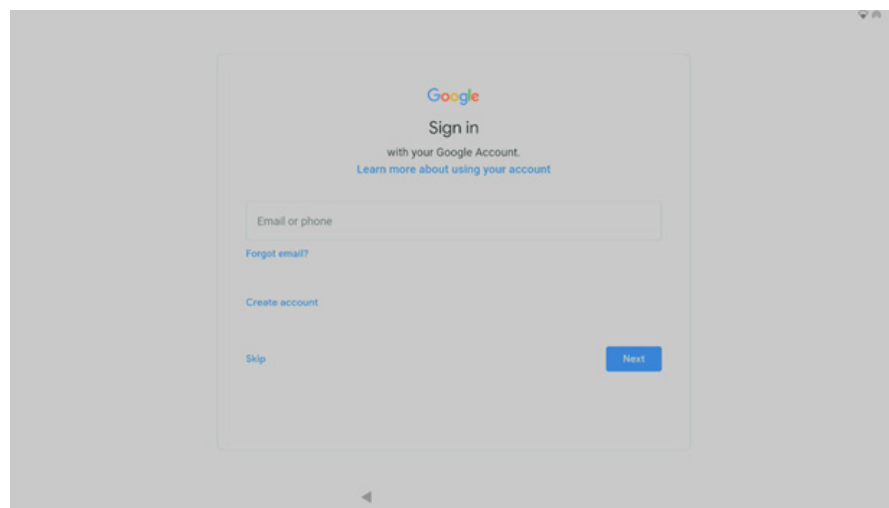 Google
Sign in
with your Google Account.
Learn more about using your account
Email or phone
Forgot email?
Create account
Skip
Next